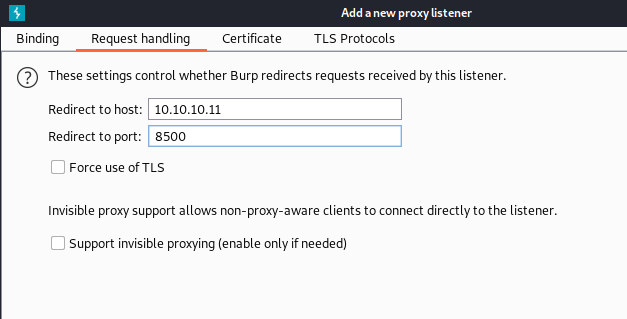 Add a new proxy listener
Binding Request handling Certificate TLS Protocols
? These settings control whether Burp redirects requests received by this listener.
Redirect to host: 10.10.10.11
Redirect to port: 8500
Force use of TLS
Invisible proxy support allows non-proxy-aware clients to connect directly to the listener.
Support invisible proxying (enable only if needed)